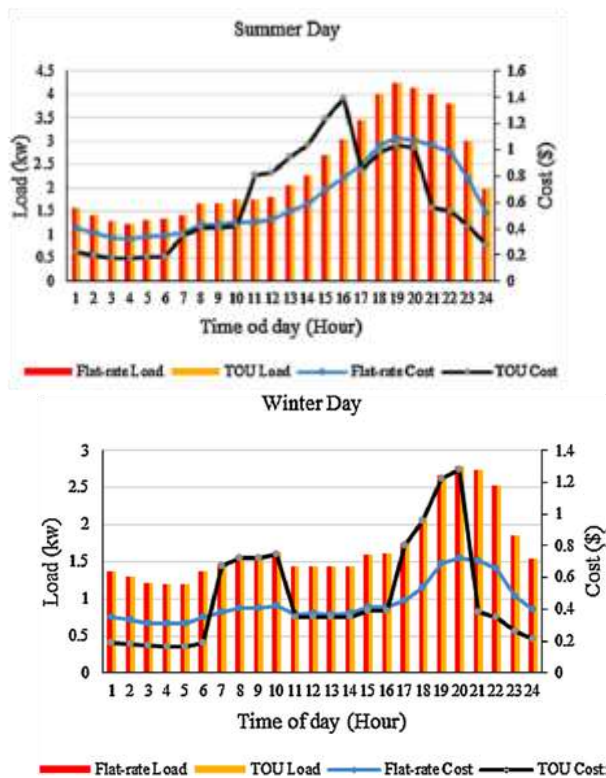 Summer Day
4.5
4
3.5
3
2.5
2
1.5
1
0.5
0
Load (kw)
1.6
1.4
1.2
1
0.8
0.6
0.4
0.2
0
Cost ($)
1 2 3 4 5 6 7 8 9 10 11 12 13 14 15 16 17 18 19 20 21 22 23 24
Time od day (Hour)
Flat-rate Load TOU Load Flat-rate Cost TOU Cost
Winter Day
3
2.5
2
1.5
1
0.5
0
Load (kw)
1.4
1.2
1
0.8
0.6
0.4
0.2
0
Cost ($)
1 2 3 4 5 6 7 8 9 10 11 12 13 14 15 16 17 18 19 20 21 22 23 24
Time of day (Hour)
Flat-rate Load TOU Load Flat-rate Cost TOU Cost